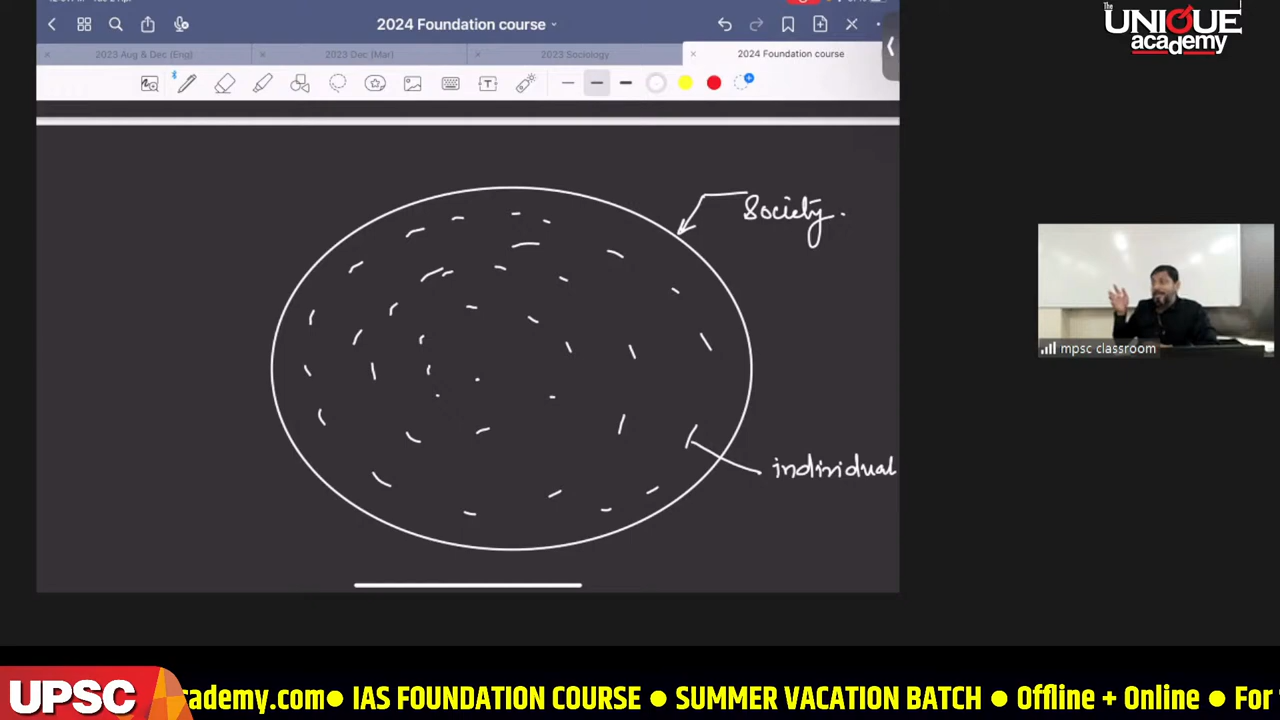 2024 Foundation course
2023 Aug & Dec (Eng)
2023 Dec (Mar)
2023 Sociology
2024 Foundation course
The
UNIQUE
academy
Society.
individual
mpsc classroom
UPSC
cademy.com● IAS FOUNDATION COURSE ● SUMMER VACATION BATCH ● Offline + Online ● For